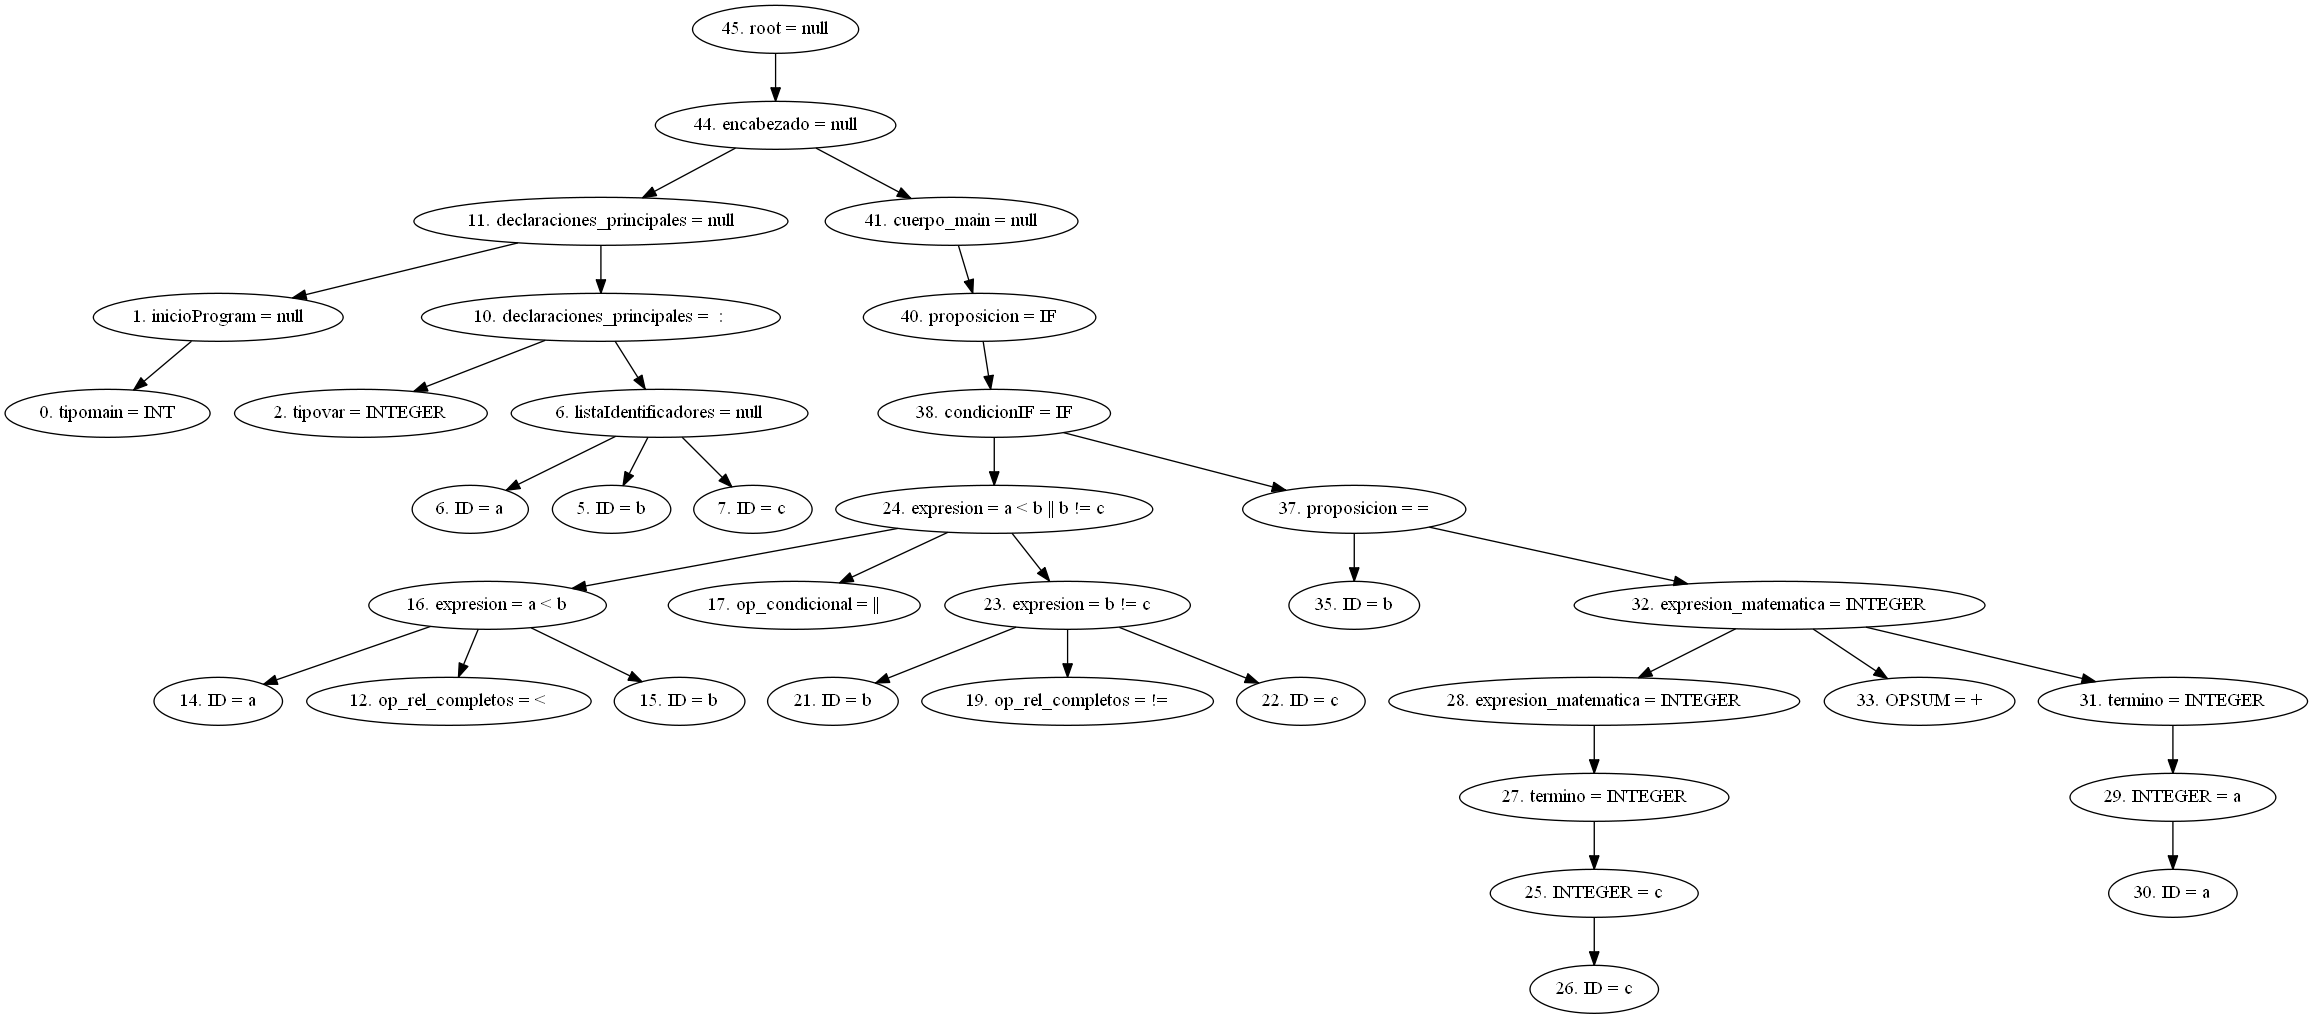 45. root = null
44. encabezado = null
11. declaraciones_principales = null
41. cuerpo_main = null
1. inicioProgram = null
10. declaraciones_principales = :
40. proposicion = IF
0. tipomain = INT
2. tipovar = INTEGER
6. listaIdentificadores = null
38. condicionIF = IF
6. ID = a
5. ID = b
7. ID = c
24. expresion = a < b || b != c
37. proposicion = =
16. expresion = a < b
17. op_condicional = ||
23. expresion = b != c
35. ID = b
32. expresion_matematica = INTEGER
14. ID = a
12. op_rel_completos = <
15. ID = b
21. ID = b
19. op_rel_completos = !=
22. ID = c
28. expresion_matematica = INTEGER
33. OPSUM = +
31. termino = INTEGER
27. termino = INTEGER
29. INTEGER = a
25. INTEGER = c
30. ID = a
26. ID = c